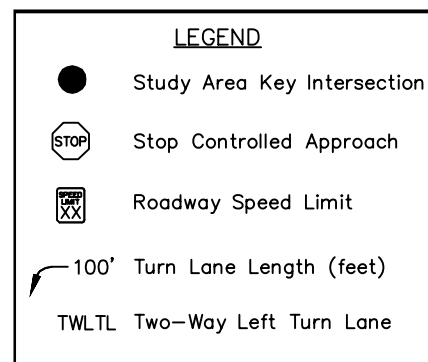 LEGEND
Study Area Key Intersection
STOP Stop Controlled Approach
SPEED
LIMIT
XX Roadway Speed Limit
100' Turn Lane Length (feet)
TWLTL Two-Way Left Turn Lane